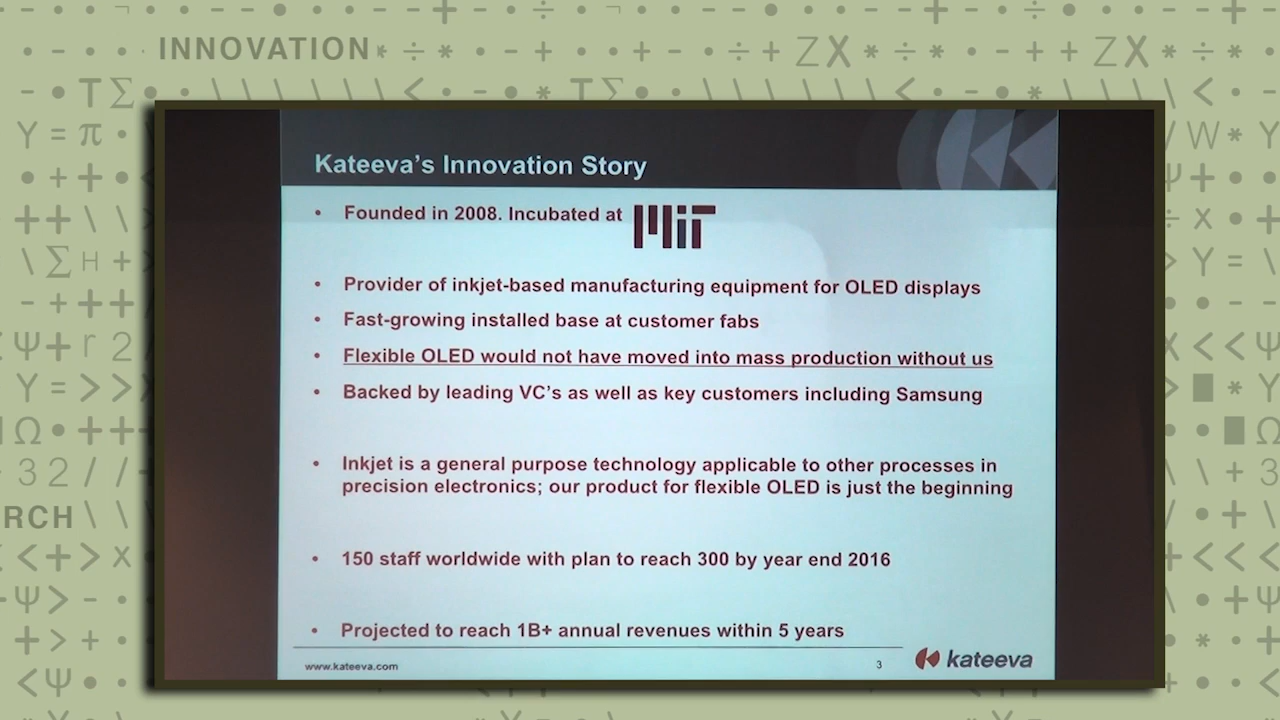 INNOVATION
Kateeva's Innovation Story
• Founded in 2008. Incubated at MiT
• Provider of inkjet-based manufacturing equipment for OLED displays
• Fast-growing installed base at customer fabs
• Flexible OLED would not have moved into mass production without us
• Backed by leading VC's as well as key customers including Samsung
• Inkjet is a general purpose technology applicable to other processes in
precision electronics; our product for flexible OLED is just the beginning
RCH
• 150 staff worldwide with plan to reach 300 by year end 2016
• Projected to reach 1B+ annual revenues within 5 years
www.kateeva.com
3
kateeva